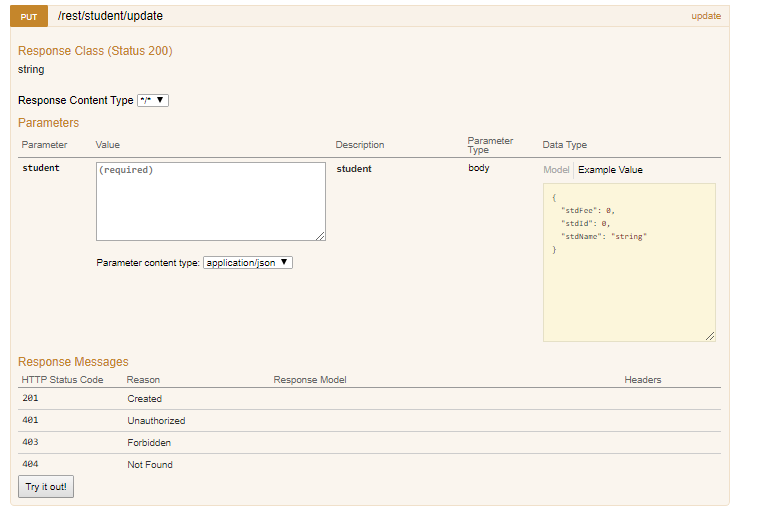 PUT /rest/student/update update
Response Class (Status 200)
string
Response Content Type */* ▼
Parameters
Parameter Value Description Parameter Type Data Type
student (required) student body Model Example Value
{
"stdFee": 0,
"stdId": 0,
"stdName": "string"
}
Parameter content type: application/json ▼
Response Messages
HTTP Status Code Reason Response Model Headers
201 Created
401 Unauthorized
403 Forbidden
404 Not Found
Try it out!